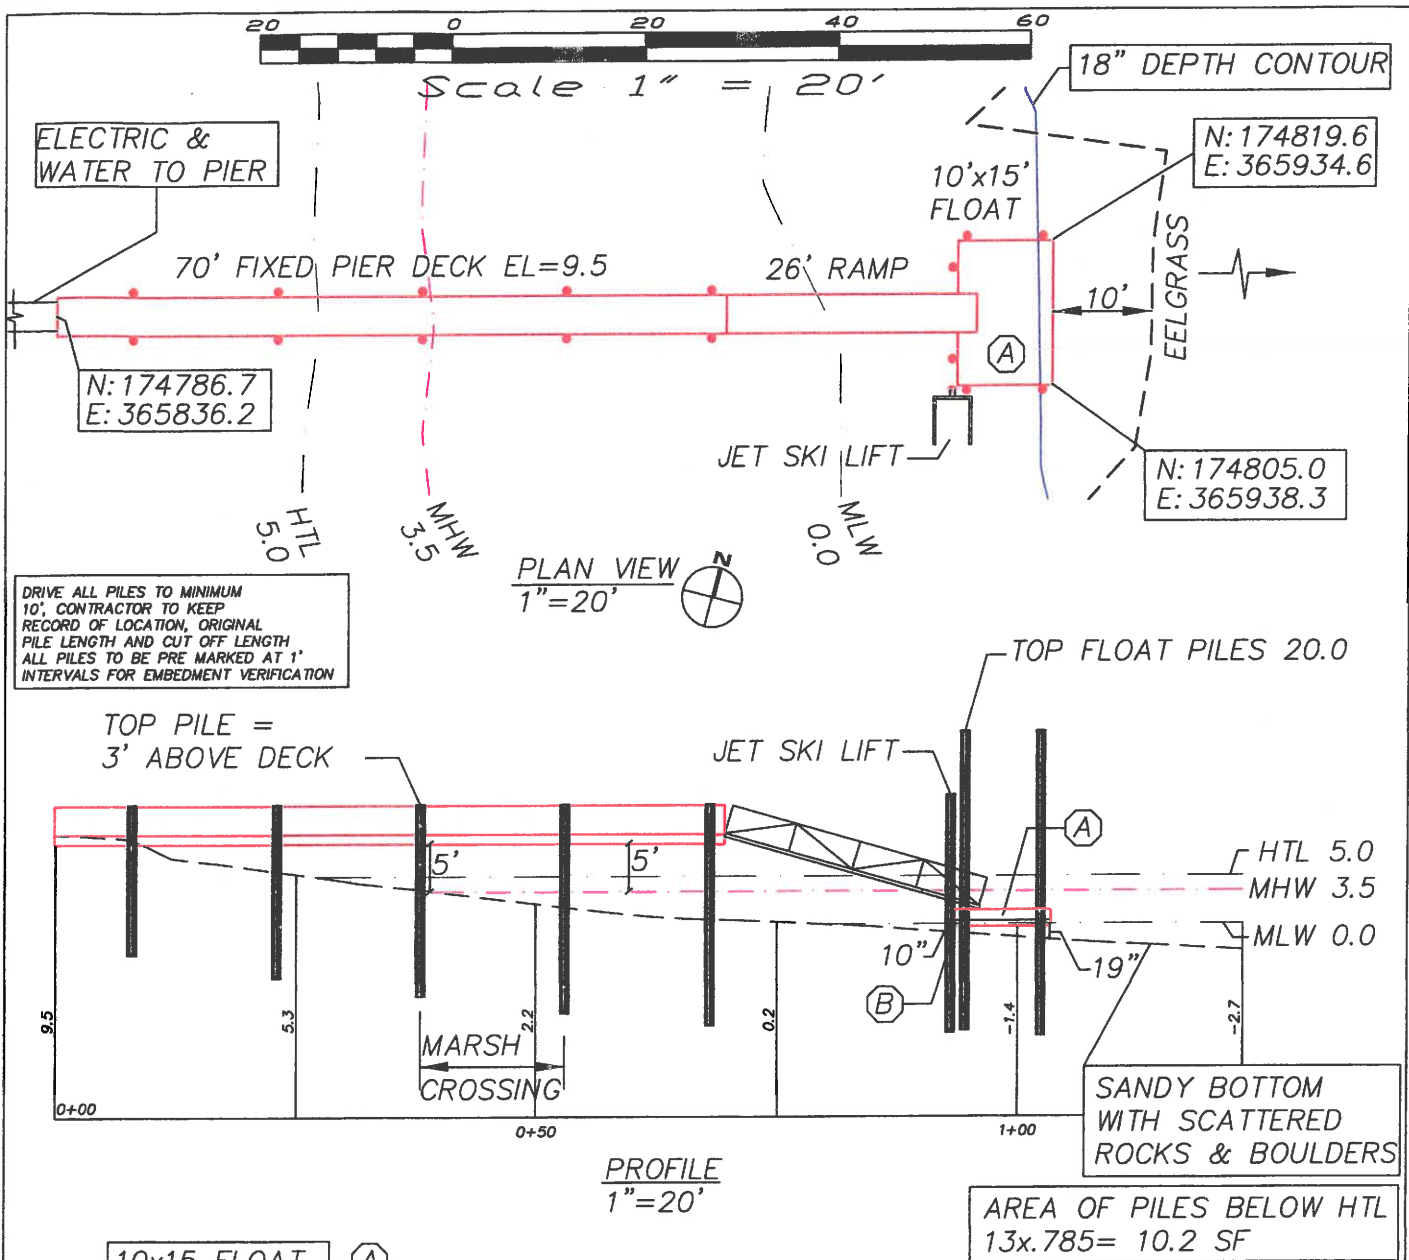 20 0 20 40 60
Scale 1" = 20'
18" DEPTH CONTOUR
ELECTRIC &
WATER TO PIER
N: 174819.6
E: 365934.6
10'x15'
FLOAT
EELGRASS
70' FIXED PIER DECK EL=9.5
26' RAMP
10'
A
N: 174786.7
E: 365836.2
JET SKI LIFT
N: 174805.0
E: 365938.3
HTL
5.0
MHW
3.5
MLW
0.0
PLAN VIEW
1"=20'
N
DRIVE ALL PILES TO MINIMUM
10', CONTRACTOR TO KEEP
RECORD OF LOCATION, ORIGINAL
PILE LENGTH AND CUT OFF LENGTH
ALL PILES TO BE PRE MARKED AT 1'
INTERVALS FOR EMBEDMENT VERIFICATION
TOP FLOAT PILES 20.0
TOP PILE =
3' ABOVE DECK
JET SKI LIFT
A
5'
5'
HTL 5.0
MHW 3.5
MLW 0.0
10"
19"
B
9.5
5.3
2.2
0.2
-1.4
-2.7
MARSH
CROSSING
0+00
0+50
1+00
SANDY BOTTOM
WITH SCATTERED
ROCKS & BOULDERS
PROFILE
1"=20'
AREA OF PILES BELOW HTL
13x.785= 10.2 SF
10x15 FLOAT
A